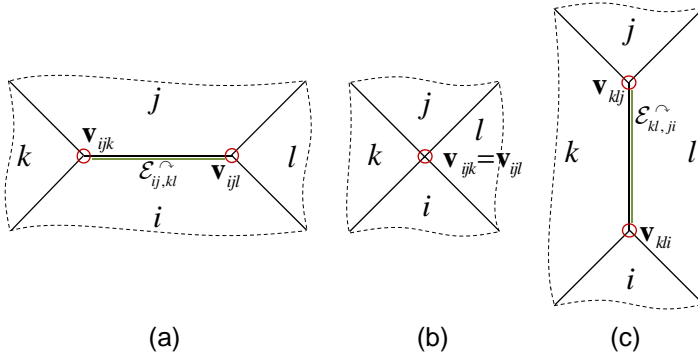 j
v_ijk
k
l
ℰ_ij,kl
v_ijl
i
(a)
j
l
k
v_ijk=v_ijl
i
(b)
j
v_klj
ℰ_kl,ji
k
l
v_kli
i
(c)